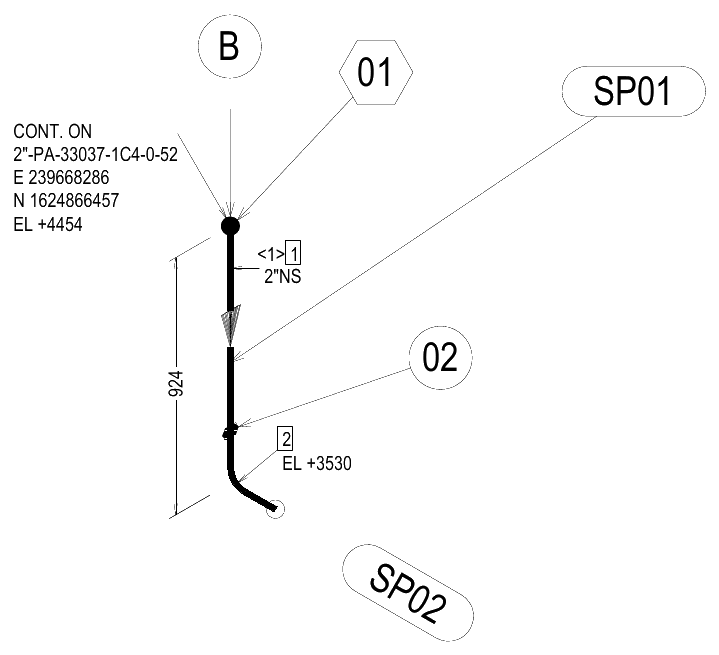 B
01
SP01
CONT. ON
2"-PA-33037-1C4-0-52
E 239668286
N 1624866457
EL +4454
<1> 1
2"NS
02
924
2
EL +3530
SP02